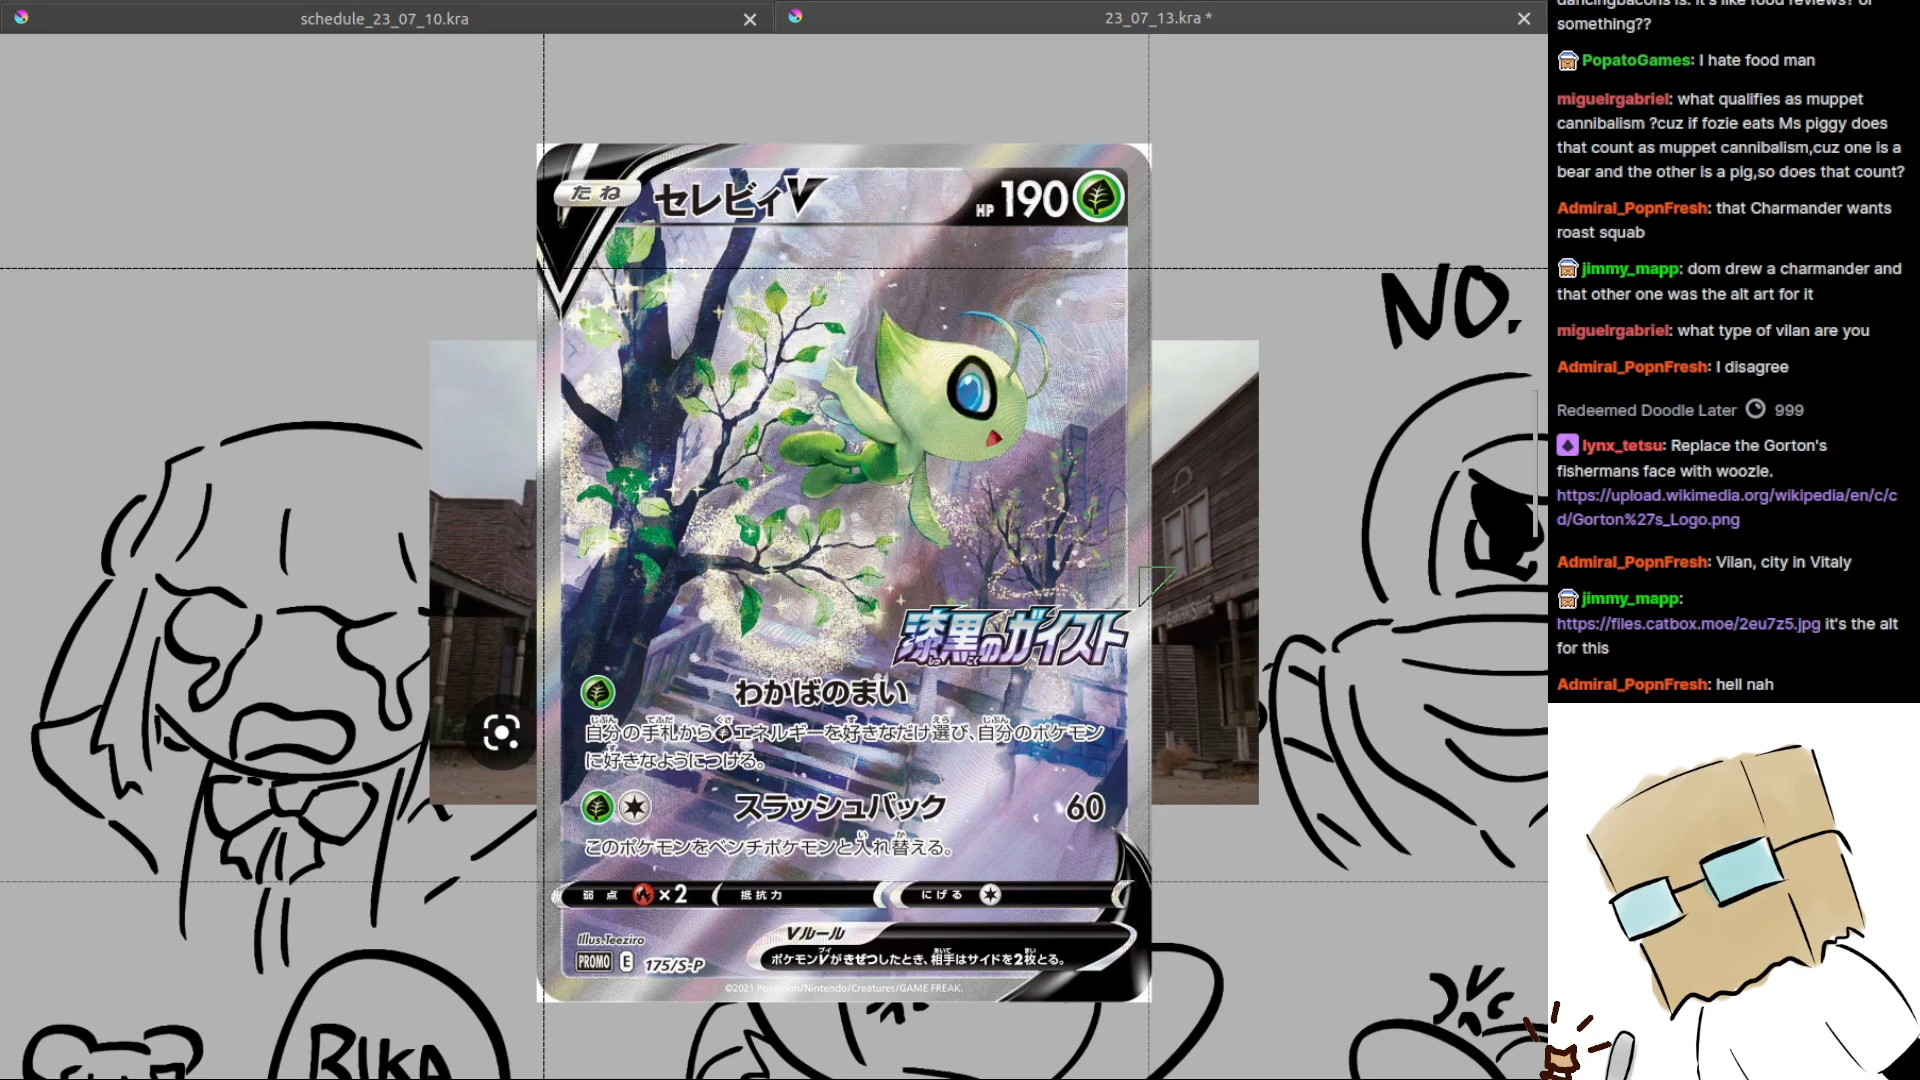 schedule_23_07_10.kra
23_07_13.kra *
something??
PopatoGames: I hate food man
miguelrgabriel: what qualifies as muppet
cannibalism ?cuz if fozie eats Ms piggy does
that count as muppet cannibalism,cuz one is a
bear and the other is a pig,so does that count?
Admiral_PopnFresh: that Charmander wants
roast squab
jimmy_mapp: dom drew a charmander and
that other one was the alt art for it
miguelrgabriel: what type of vilan are you
Admiral_PopnFresh: I disagree
Redeemed Doodle Later 999
lynx_tetsu: Replace the Gorton's
fishermans face with woozle.
https://upload.wikimedia.org/wikipedia/en/c/c
d/Gorton%27s_Logo.png
Admiral_PopnFresh: Vilan, city in Vitaly
jimmy_mapp:
https://files.catbox.moe/2eu7z5.jpg it's the alt
for this
Admiral_PopnFresh: hell nah
たね セレビィV HP 190
漆黒のガイスト
わかばのまい
自分の手札からエネルギーを好きなだけ選び、自分のポケモン
に好きなようにつける。
スラッシュバック 60
このポケモンをベンチポケモンと入れ替える。
弱点 ×2 抵抗力 にげる
Illus.Teeziro
Vルール
PROMO E 175/S-P
ポケモンVがきぜつしたとき、相手はサイドを2枚とる。
©2021 Pokémon/Nintendo/Creatures/GAME FREAK.
NO.
BIKA